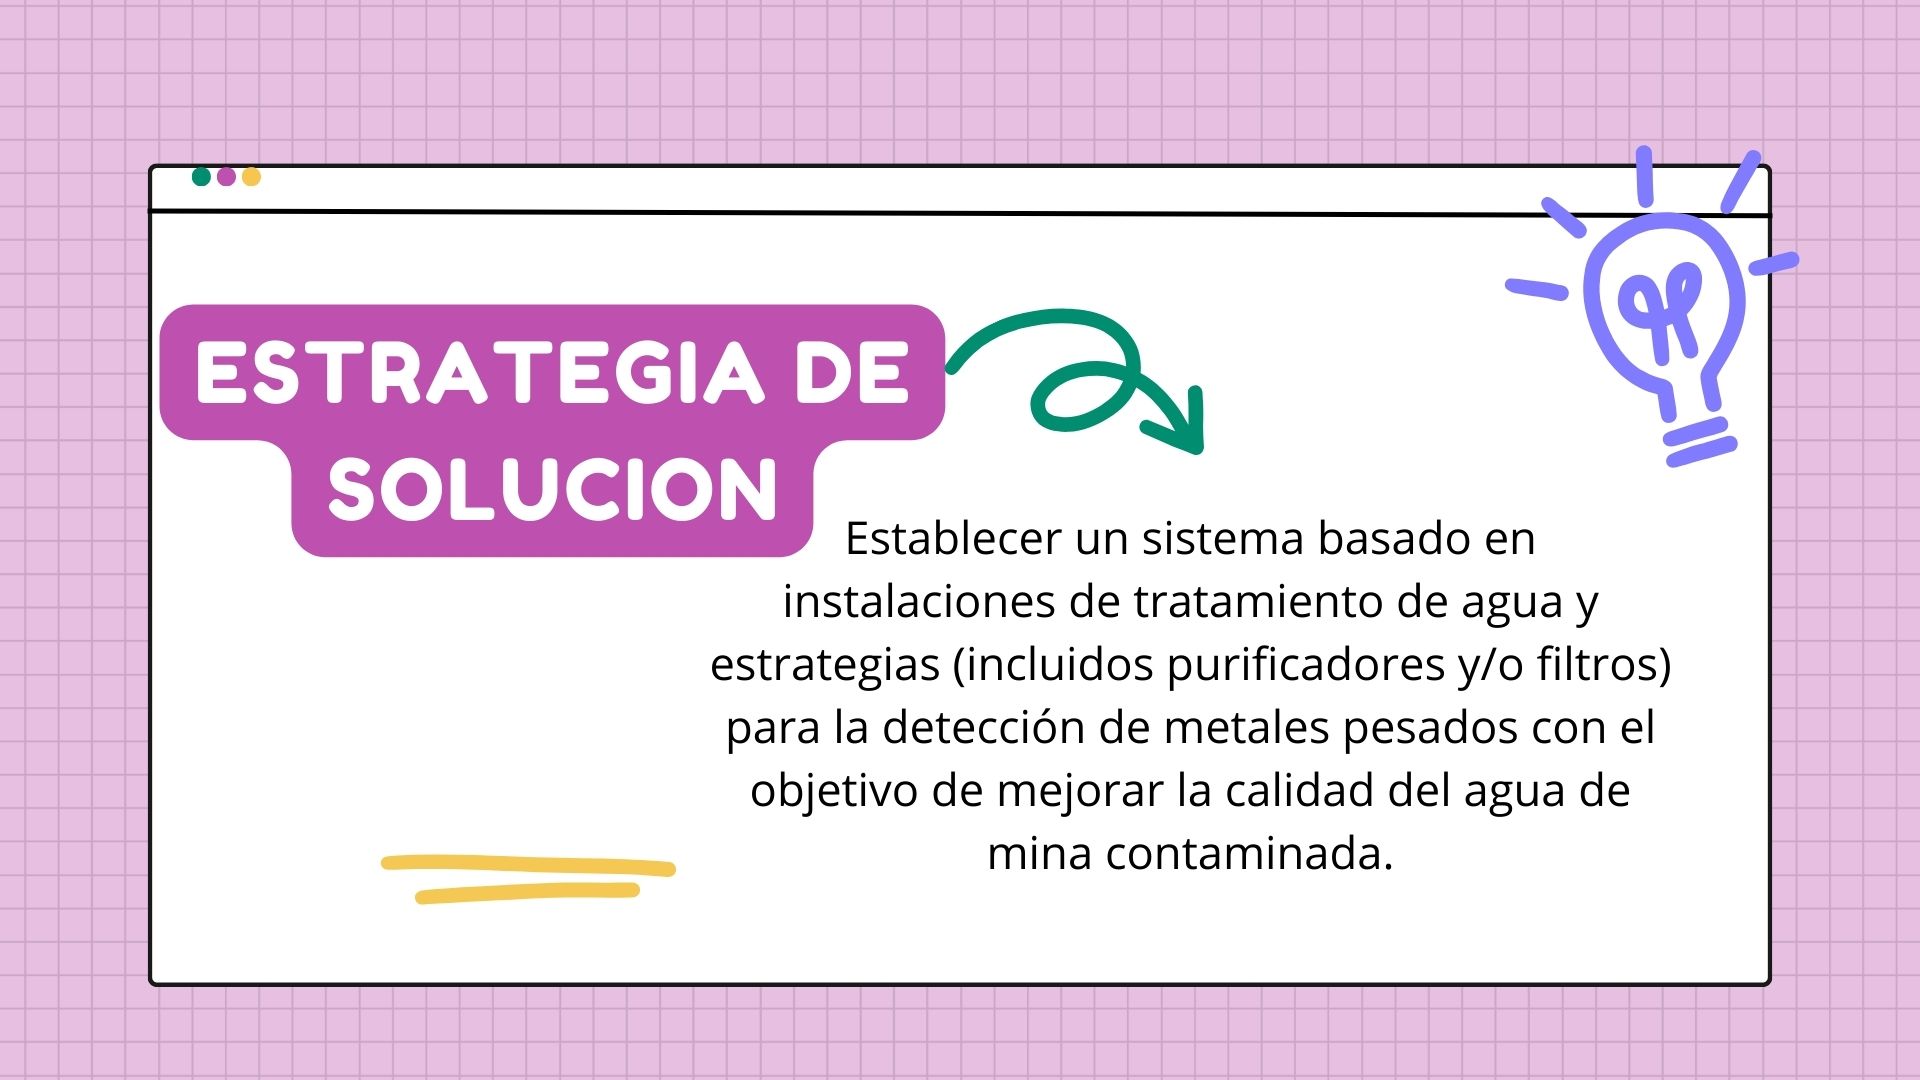 ESTRATEGIA DE
SOLUCION
Establecer un sistema basado en
instalaciones de tratamiento de agua y
estrategias (incluidos purificadores y/o filtros)
para la detección de metales pesados con el
objetivo de mejorar la calidad del agua de
mina contaminada.